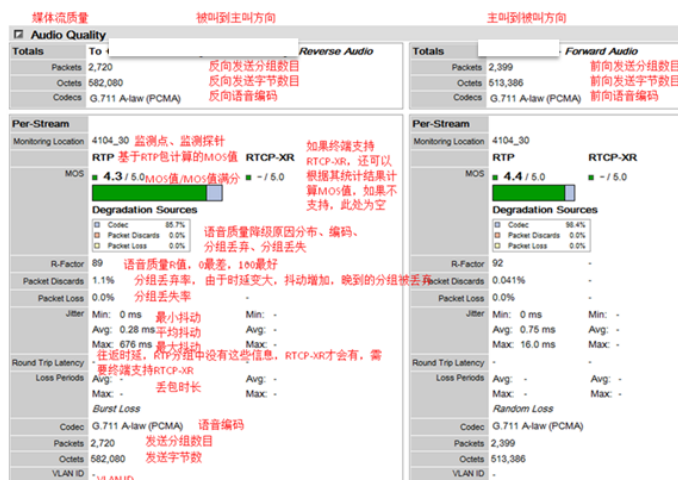 媒体流质量 被叫到主叫方向 主叫到被叫方向
Audio Quality
Totals To Reverse Audio Totals Forward Audio
Packets 2,720 反向发送分组数目 Packets 2,399 前向发送分组数目
Octets 582,080 反向发送字节数目 Octets 513,386 前向发送字节数目
Codecs G.711 A-law (PCMA) 反向语音编码 Codecs G.711 A-law (PCMA) 前向语音编码
Per-Stream Per-Stream
Monitoring Location 4104_30 监测点、监测探针 Monitoring Location 4104_30
RTP 基于RTP包计算的MOS值 RTCP-XR RTP RTCP-XR
如果终端支持
RTCP-XR，还可以
根据其统计结果计
算MOS值，如果不
支持，此处为空
MOS 4.3 / 5.0 MOS值/MOS值满分 - / 5.0 MOS 4.4 / 5.0 - / 5.0
Degradation Sources Degradation Sources
Codec 85.7% Codec 98.4%
Packet Discards 0.0% Packet Discards 0.0%
Packet Loss 0.0% Packet Loss 0.0%
语音质量降级原因分布、编码、
分组丢弃、分组丢失
R-Factor 89 语音质量R值，0最差，100最好 - R-Factor 92 -
Packet Discards 1.1% 分组丢弃率，由于时延变大，抖动增加，晚到的分组被丢弃 Packet Discards 0.041% -
Packet Loss 0.0% 分组丢失率 - Packet Loss 0.0% -
Jitter Min: 0 ms 最小抖动 Min: - Jitter Min: 0 ms Min: -
Avg: 0.28 ms 平均抖动 Avg: - Avg: 0.75 ms Avg: -
Max: 676 ms 最大抖动 Max: - Max: 16.0 ms Max: -
往返时延，RTP分组中没有这些信息，RTCP-XR才会有，需
要终端支持RTCP-XR
Round Trip Latency - Round Trip Latency - -
Loss Periods Avg: - 丢包时长 Avg: - Loss Periods Avg: - Avg: -
Max: - Max: - Max: - Max: -
Burst Loss Random Loss
Codec G.711 A-law (PCMA) 语音编码 Codec G.711 A-law (PCMA)
Packets 2,720 发送分组数目 Packets 2,399
Octets 582,080 发送字节数 Octets 513,386
VLAN ID - VLAN ID VLAN ID -